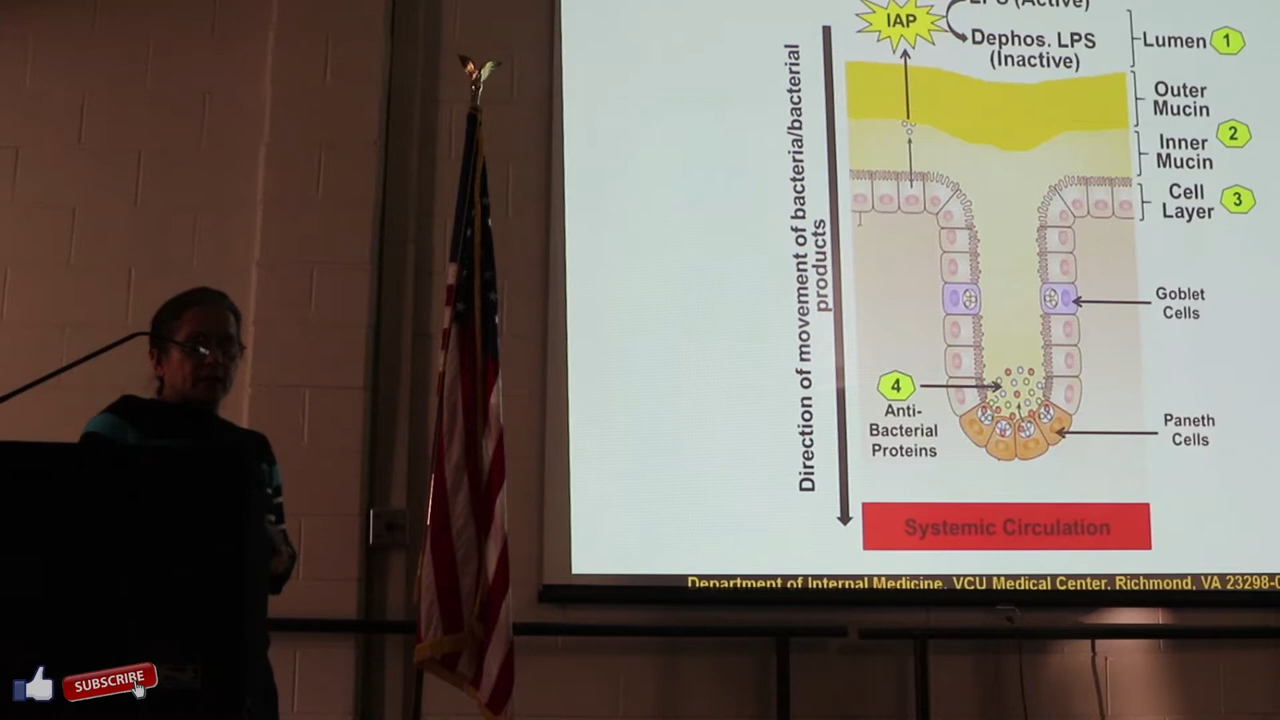 LPS (Active)
IAP
Dephos. LPS
(Inactive)
Lumen 1
Outer
Mucin
2
Inner
Mucin
Cell
Layer
3
Direction of movement of bacteria/bacterial
products
Goblet
Cells
4
Anti-
Bacterial
Proteins
Paneth
Cells
Systemic Circulation
Department of Internal Medicine, VCU Medical Center, Richmond, VA 23298-0
SUBSCRIBE